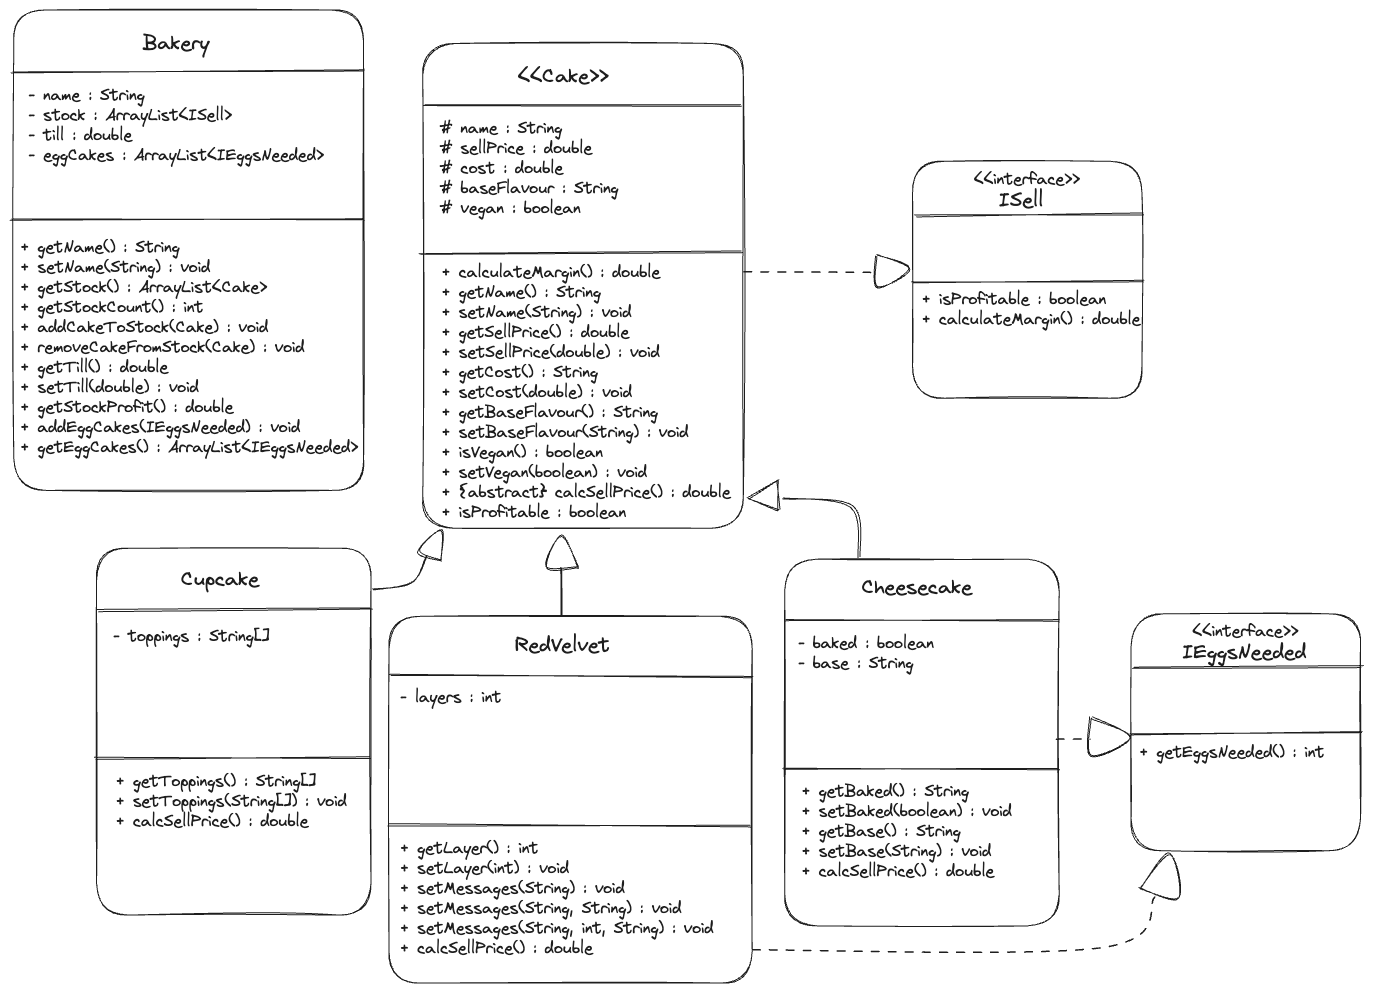 Bakery
- name : String
- stock : ArrayList<ISell>
- till : double
- eggCakes : ArrayList<IEggsNeeded>
+ getName() : String
+ setName(String) : void
+ getStock() : ArrayList<Cake>
+ getStockCount() : int
+ addCakeToStock(Cake) : void
+ removeCakeFromStock(Cake) : void
+ getTill() : double
+ setTill(double) : void
+ getStockProfit() : double
+ addEggCakes(IEggsNeeded) : void
+ getEggCakes() : ArrayList<IEggsNeeded>
<<Cake>>
# name : String
# sellPrice : double
# cost : double
# baseFlavour : String
# vegan : boolean
+ calculateMargin() : double
+ getName() : String
+ setName(String) : void
+ getSellPrice() : double
+ setSellPrice(double) : void
+ getCost() : String
+ setCost(double) : void
+ getBaseFlavour() : String
+ setBaseFlavour(String) : void
+ isVegan() : boolean
+ setVegan(boolean) : void
+ {abstract} calcSellPrice() : double
+ isProfitable : boolean
<<interface>>
ISell
+ isProfitable : boolean
+ calculateMargin() : double
Cupcake
- toppings : String[]
+ getToppings() : String[]
+ setToppings(String[]) : void
+ calcSellPrice() : double
RedVelvet
- layers : int
+ getLayer() : int
+ setLayer(int) : void
+ setMessages(String) : void
+ setMessages(String, String) : void
+ setMessages(String, int, String) : void
+ calcSellPrice() : double
Cheesecake
- baked : boolean
- base : String
+ getBaked() : String
+ setBaked(boolean) : void
+ getBase() : String
+ setBase(String) : void
+ calcSellPrice() : double
<<interface>>
IEggsNeeded
+ getEggsNeeded() : int